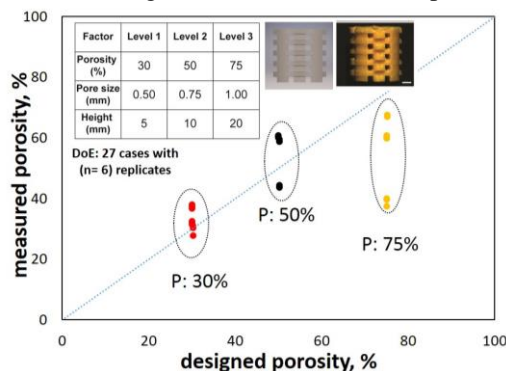 100
80
60
40
20
0
measured porosity, %
Factor Level 1 Level 2 Level 3
Porosity (%) 30 50 75
Pore size (mm) 0.50 0.75 1.00
Height (mm) 5 10 20
DoE: 27 cases with
(n= 6) replicates
P: 30%
P: 50%
P: 75%
0 20 40 60 80 100
designed porosity, %